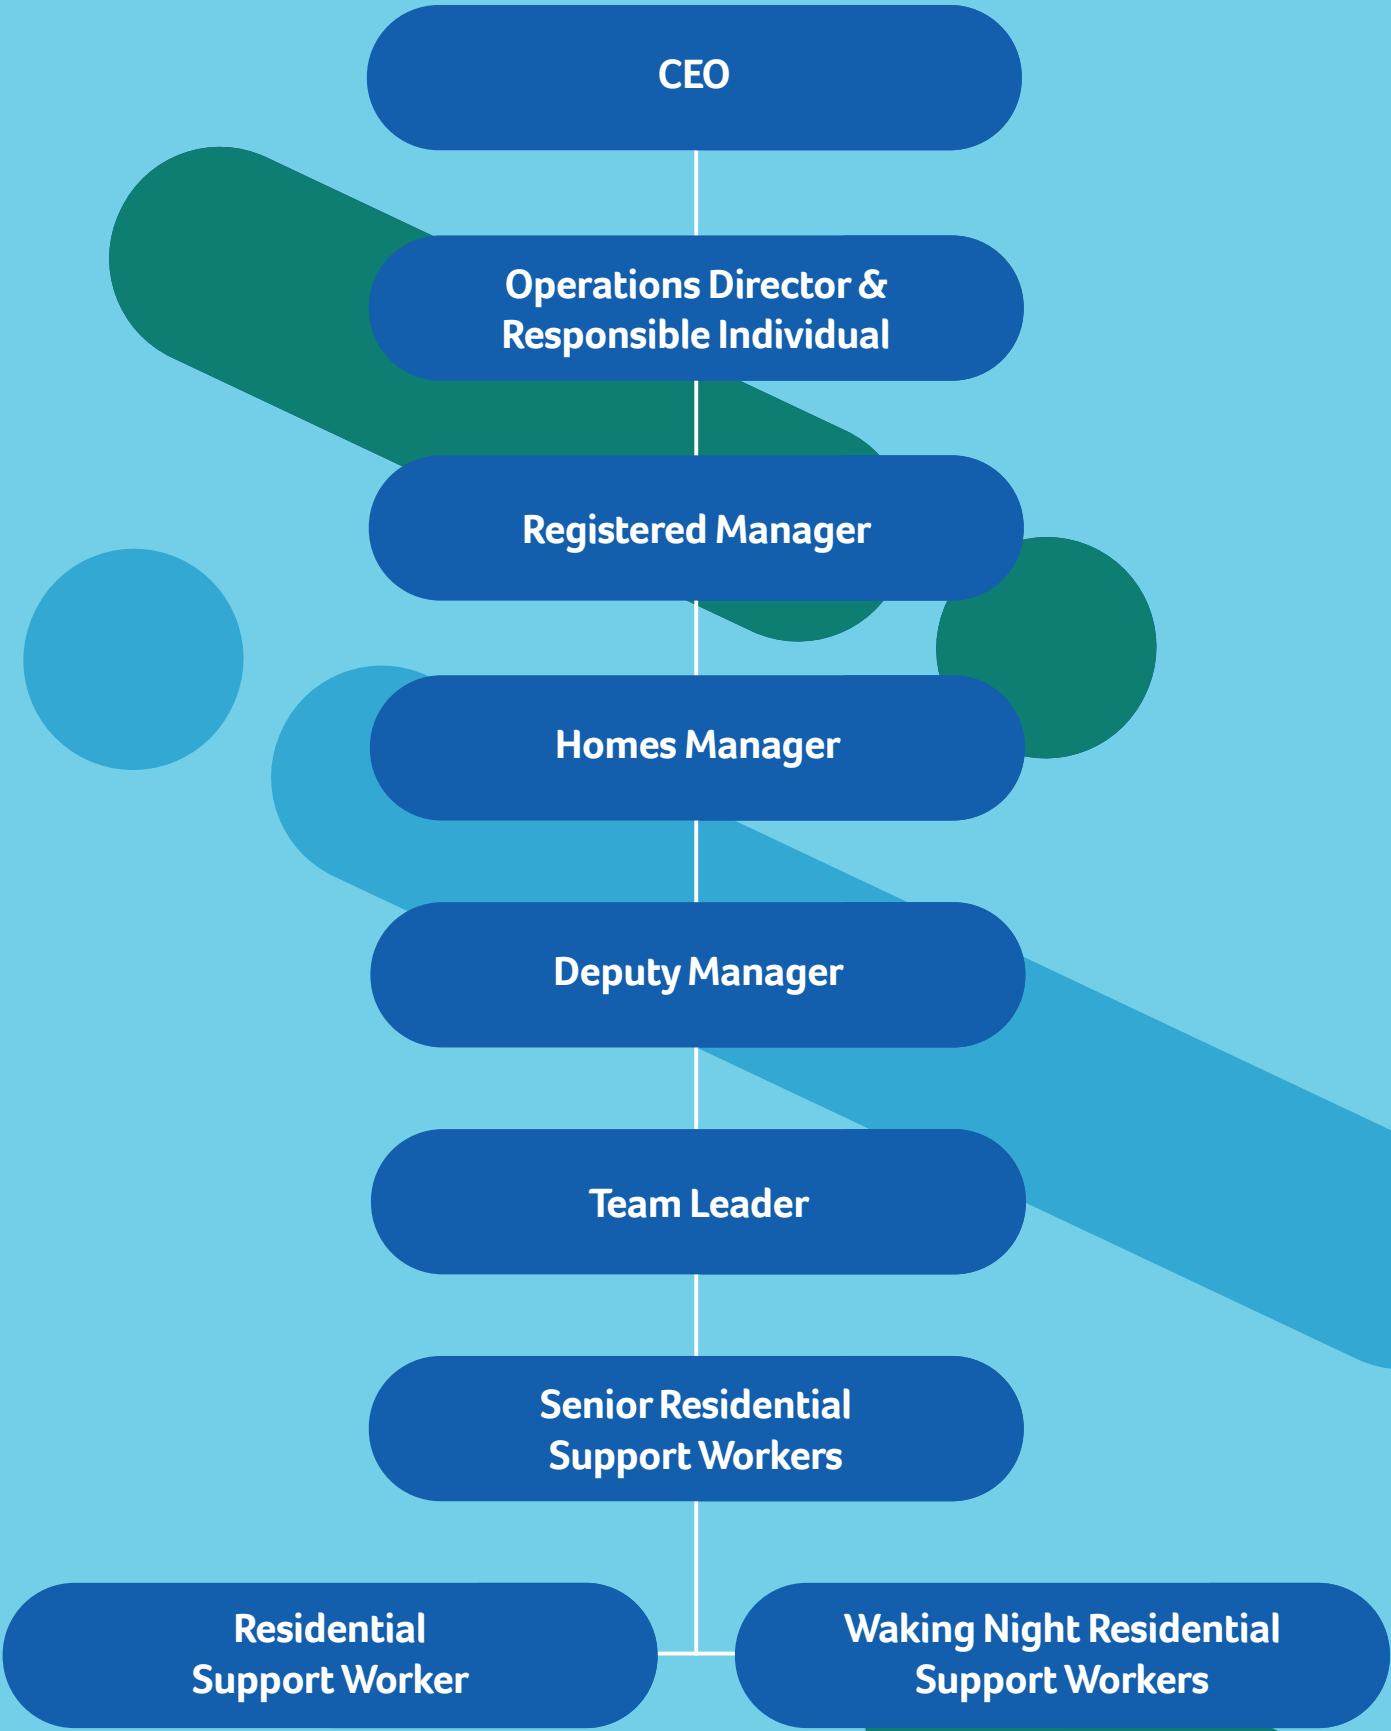 CEO
Operations Director &
Responsible Individual
Registered Manager
Homes Manager
Deputy Manager
Team Leader
Senior Residential
Support Workers
Residential
Support Worker
Waking Night Residential
Support Workers